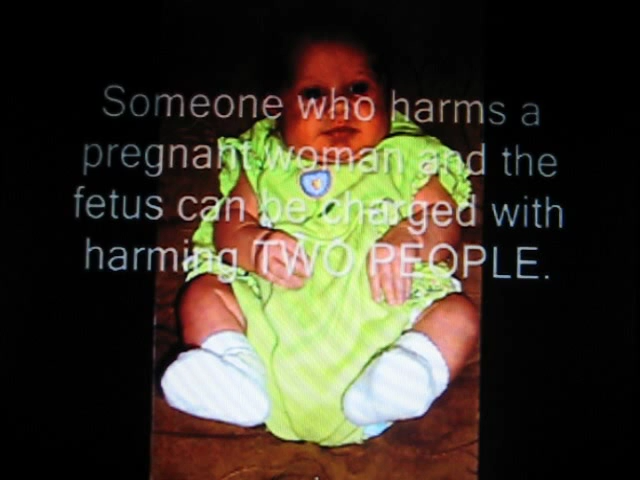 Someone who harms a
pregnant woman and the
fetus can be charged with
harming TWO PEOPLE.